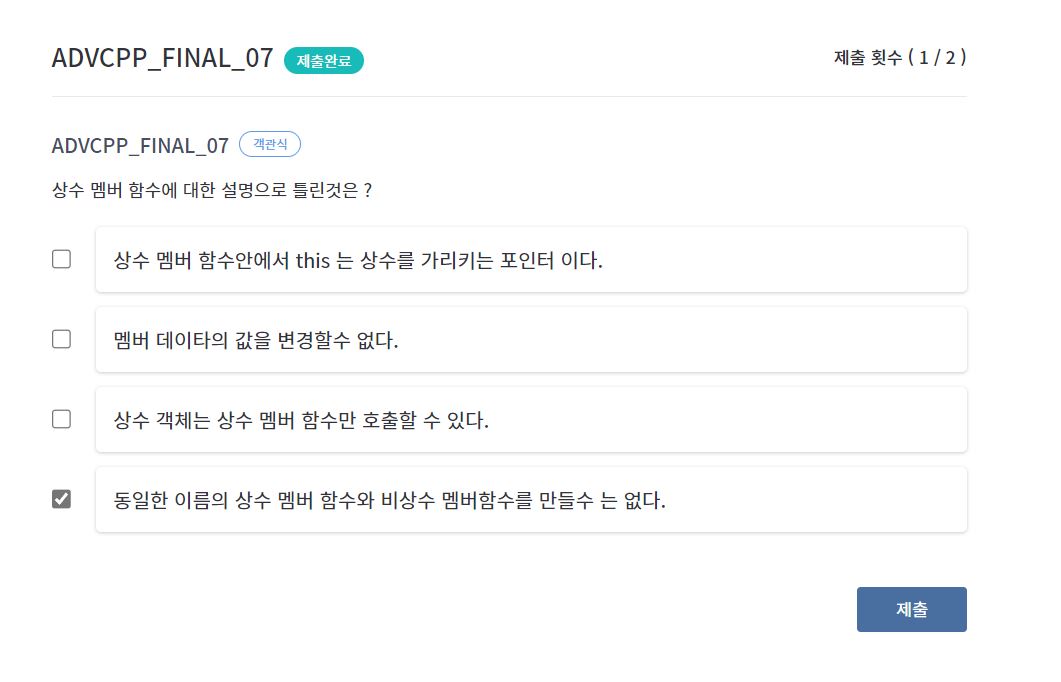 ADVCPP_FINAL_07 제출완료 제출 횟수 ( 1 / 2 )
ADVCPP_FINAL_07 객관식
상수 멤버 함수에 대한 설명으로 틀린것은 ?
상수 멤버 함수안에서 this 는 상수를 가리키는 포인터 이다.
멤버 데이타의 값을 변경할수 없다.
상수 객체는 상수 멤버 함수만 호출할 수 있다.
동일한 이름의 상수 멤버 함수와 비상수 멤버함수를 만들수 는 없다.
제출